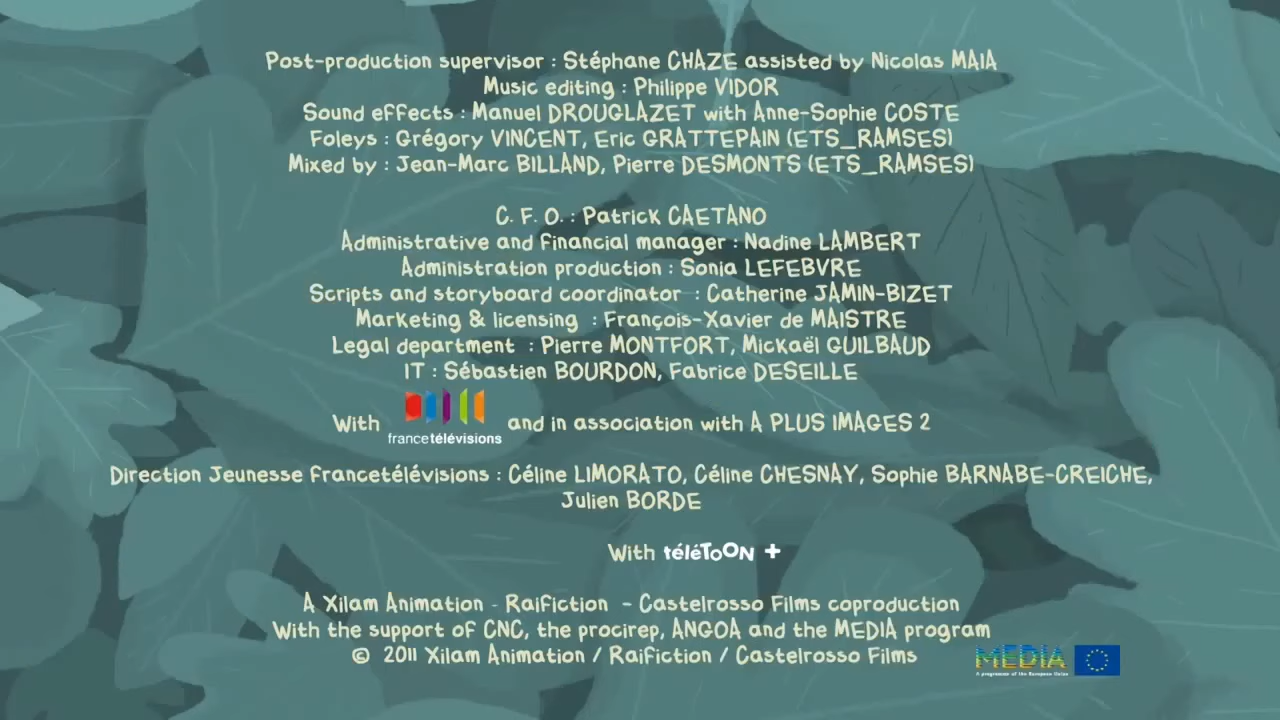 Post-production supervisor : Stéphane CHAZE assisted by Nicolas MAIA
Music editing : Philippe VIDOR
Sound effects : Manuel DROUGLAZET with Anne-Sophie COSTE
Foleys : Grégory VINCENT, Eric GRATTEPAIN (ETS_RAMSES)
Mixed by : Jean-Marc BILLAND, Pierre DESMONTS (ETS_RAMSES)
C. F. O. : Patrick CAETANO
Administrative and financial manager : Nadine LAMBERT
Administration production : Sonia LEFEBVRE
Scripts and storyboard coordinator : Catherine JAMIN-BIZET
Marketing & licensing : François-Xavier de MAISTRE
Legal department : Pierre MONTFORT, Mickaël GUILBAUD
IT : Sébastien BOURDON, Fabrice DESEILLE
With francetélévisions and in association with A PLUS IMAGES 2
Direction Jeunesse francetélévisions : Céline LIMORATO, Céline CHESNAY, Sophie BARNABE-CREICHE,
Julien BORDE
With téléTOON +
A Xilam Animation - Raifiction - Castelrosso Films coproduction
With the support of CNC, the procirep, ANGOA and the MEDIA program
© 2011 Xilam Animation / Raifiction / Castelrosso Films
MEDIA
A programme of the European Union